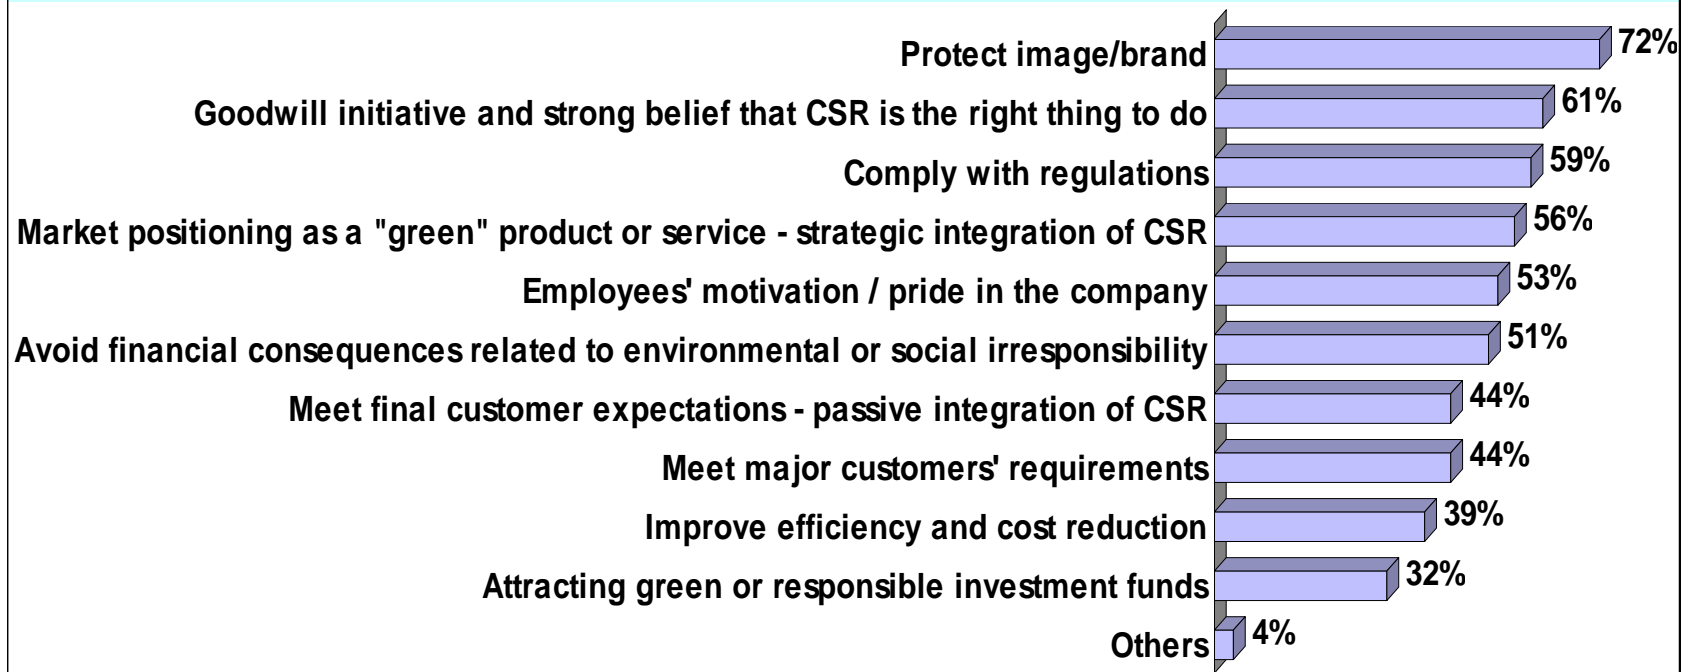 Protect image/brand 72%
Goodwill initiative and strong belief that CSR is the right thing to do 61%
Comply with regulations 59%
Market positioning as a "green" product or service - strategic integration of CSR 56%
Employees' motivation / pride in the company 53%
Avoid financial consequences related to environmental or social irresponsibility 51%
Meet final customer expectations - passive integration of CSR 44%
Meet major customers' requirements 44%
Improve efficiency and cost reduction 39%
Attracting green or responsible investment funds 32%
Others 4%